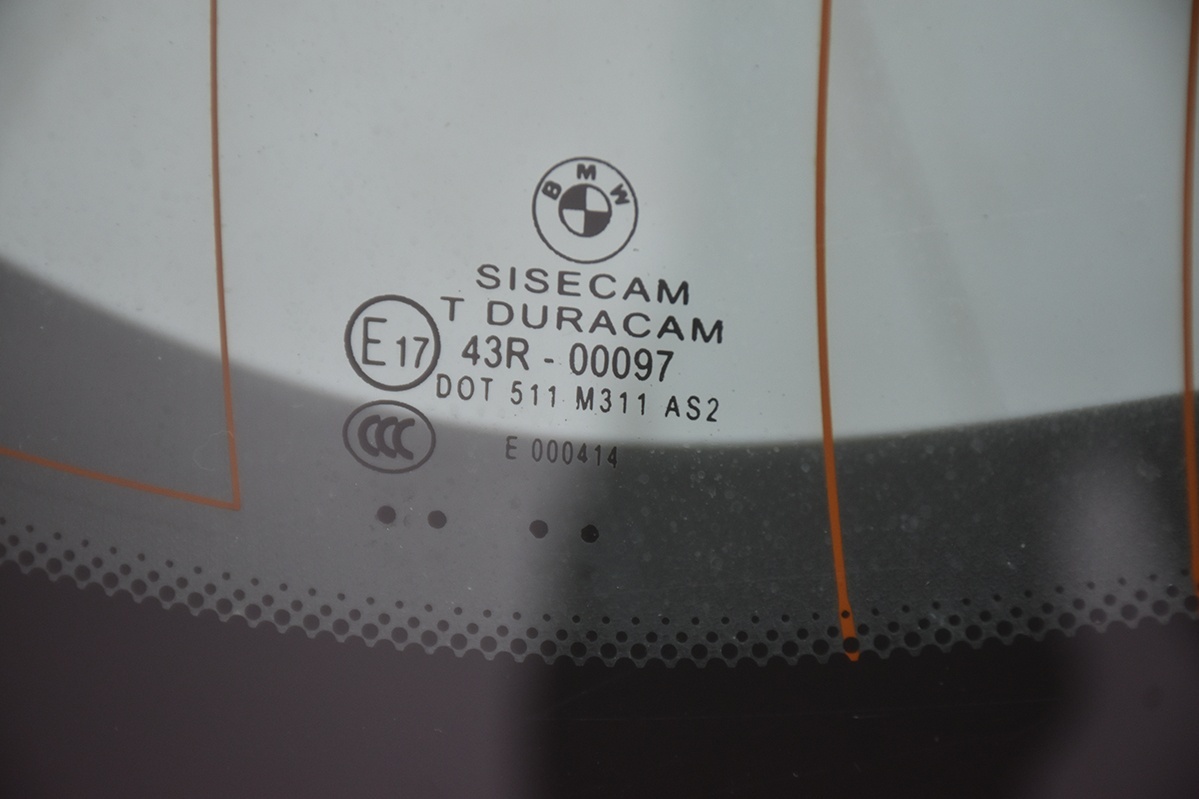 BMW
SISECAM
T DURACAM
E17 43R - 00097
DOT 511 M311 AS2
CCC
E 000414